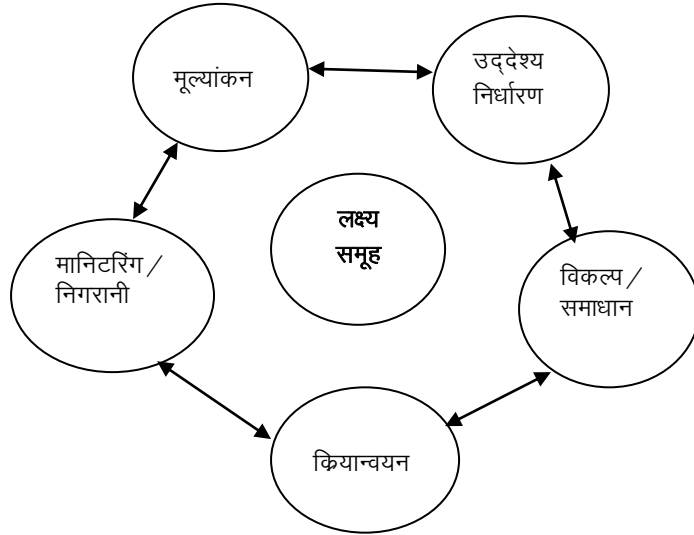 मूल्यांकन
उद्देश्य
निर्धारण
लक्ष्य
समूह
मानिटरिंग /
निगरानी
विकल्प /
समाधान
क्रियान्वयन